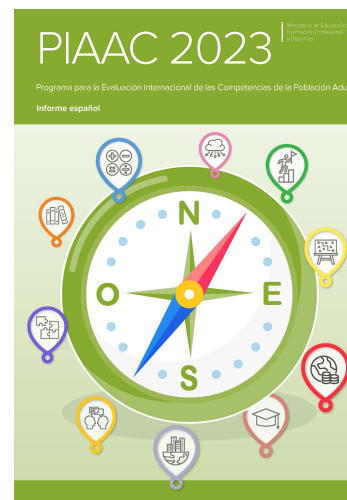 PIAAC 2023
Ministerio de Educación
Formación Profesional
y Deportes
Programa para la Evaluación Internacional de las Competencias de la Población Adu
Informe español
N
O
E
S